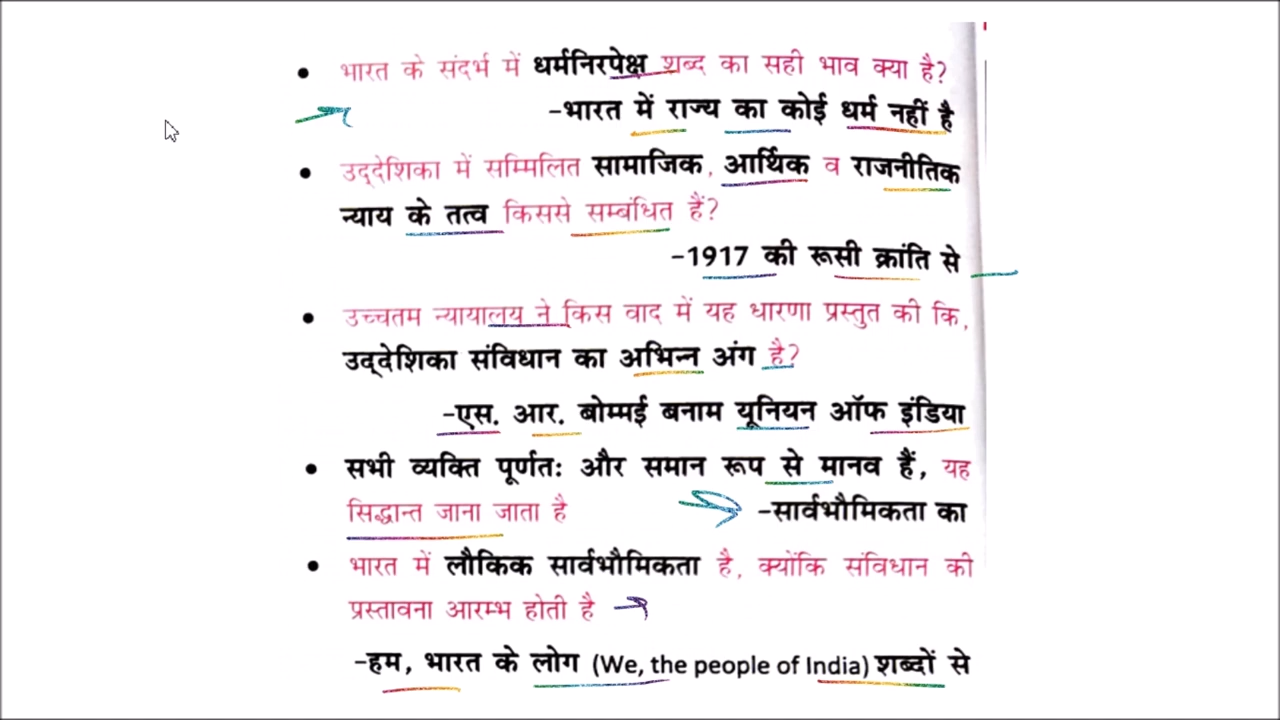 • भारत के संदर्भ में धर्मनिरपेक्ष शब्द का सही भाव क्या है?
-भारत में राज्य का कोई धर्म नहीं है
• उद्देशिका में सम्मिलित सामाजिक, आर्थिक व राजनीतिक
न्याय के तत्व किससे सम्बंधित हैं?
-1917 की रूसी क्रांति से
• उच्चतम न्यायालय ने किस वाद में यह धारणा प्रस्तुत की कि,
उद्देशिका संविधान का अभिन्न अंग है?
-एस. आर. बोम्मई बनाम यूनियन ऑफ इंडिया
• सभी व्यक्ति पूर्णतः और समान रूप से मानव हैं, यह
सिद्धान्त जाना जाता है -सार्वभौमिकता का
• भारत में लौकिक सार्वभौमिकता है, क्योंकि संविधान की
प्रस्तावना आरम्भ होती है
-हम, भारत के लोग (We, the people of India) शब्दों से